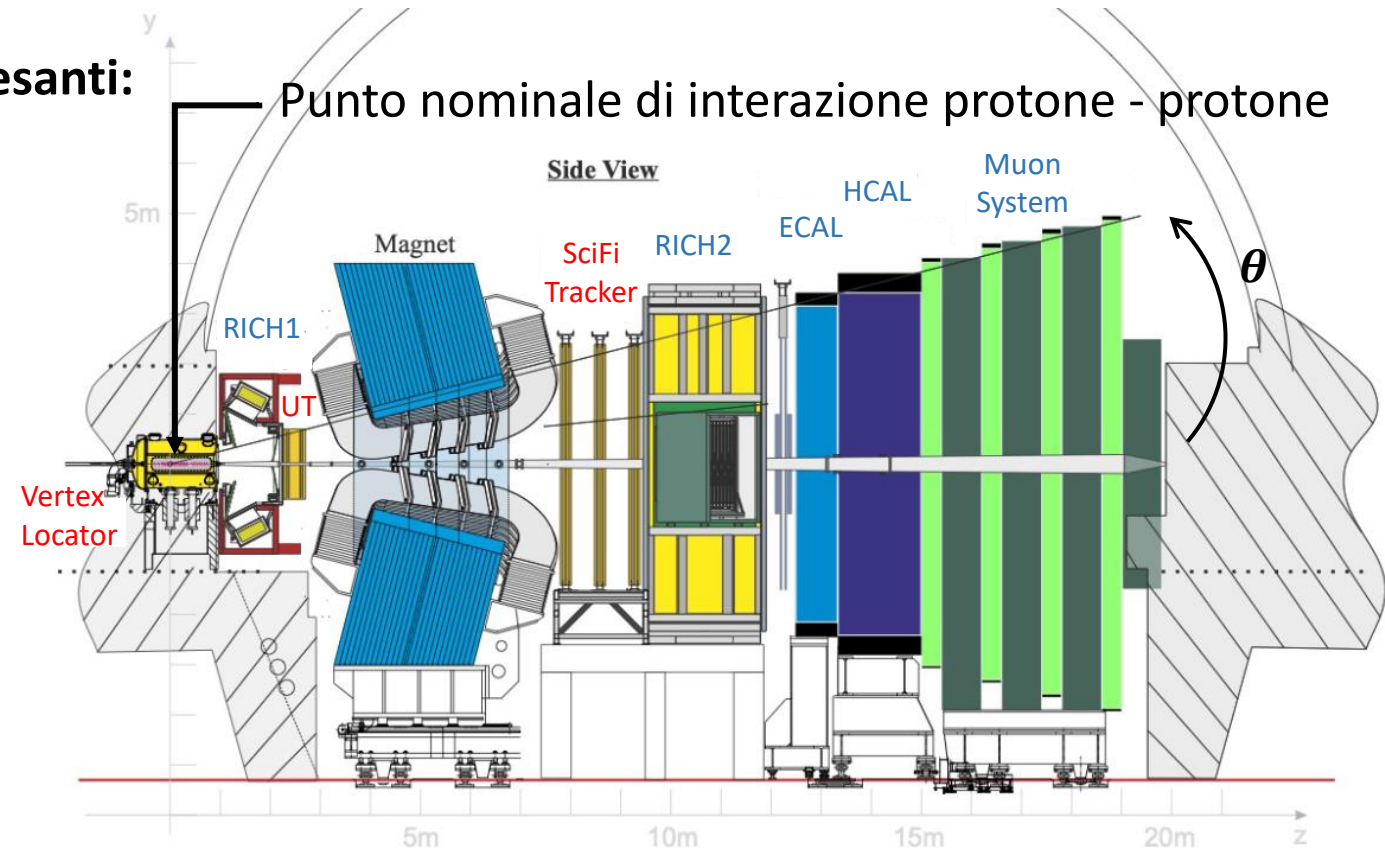 esanti:
Punto nominale di interazione protone - protone
y
Side View
Muon
System
HCAL
ECAL
5m
Magnet
SciFi
Tracker
RICH2
θ
RICH1
UT
Vertex
Locator
5m
10m
15m
20m
z